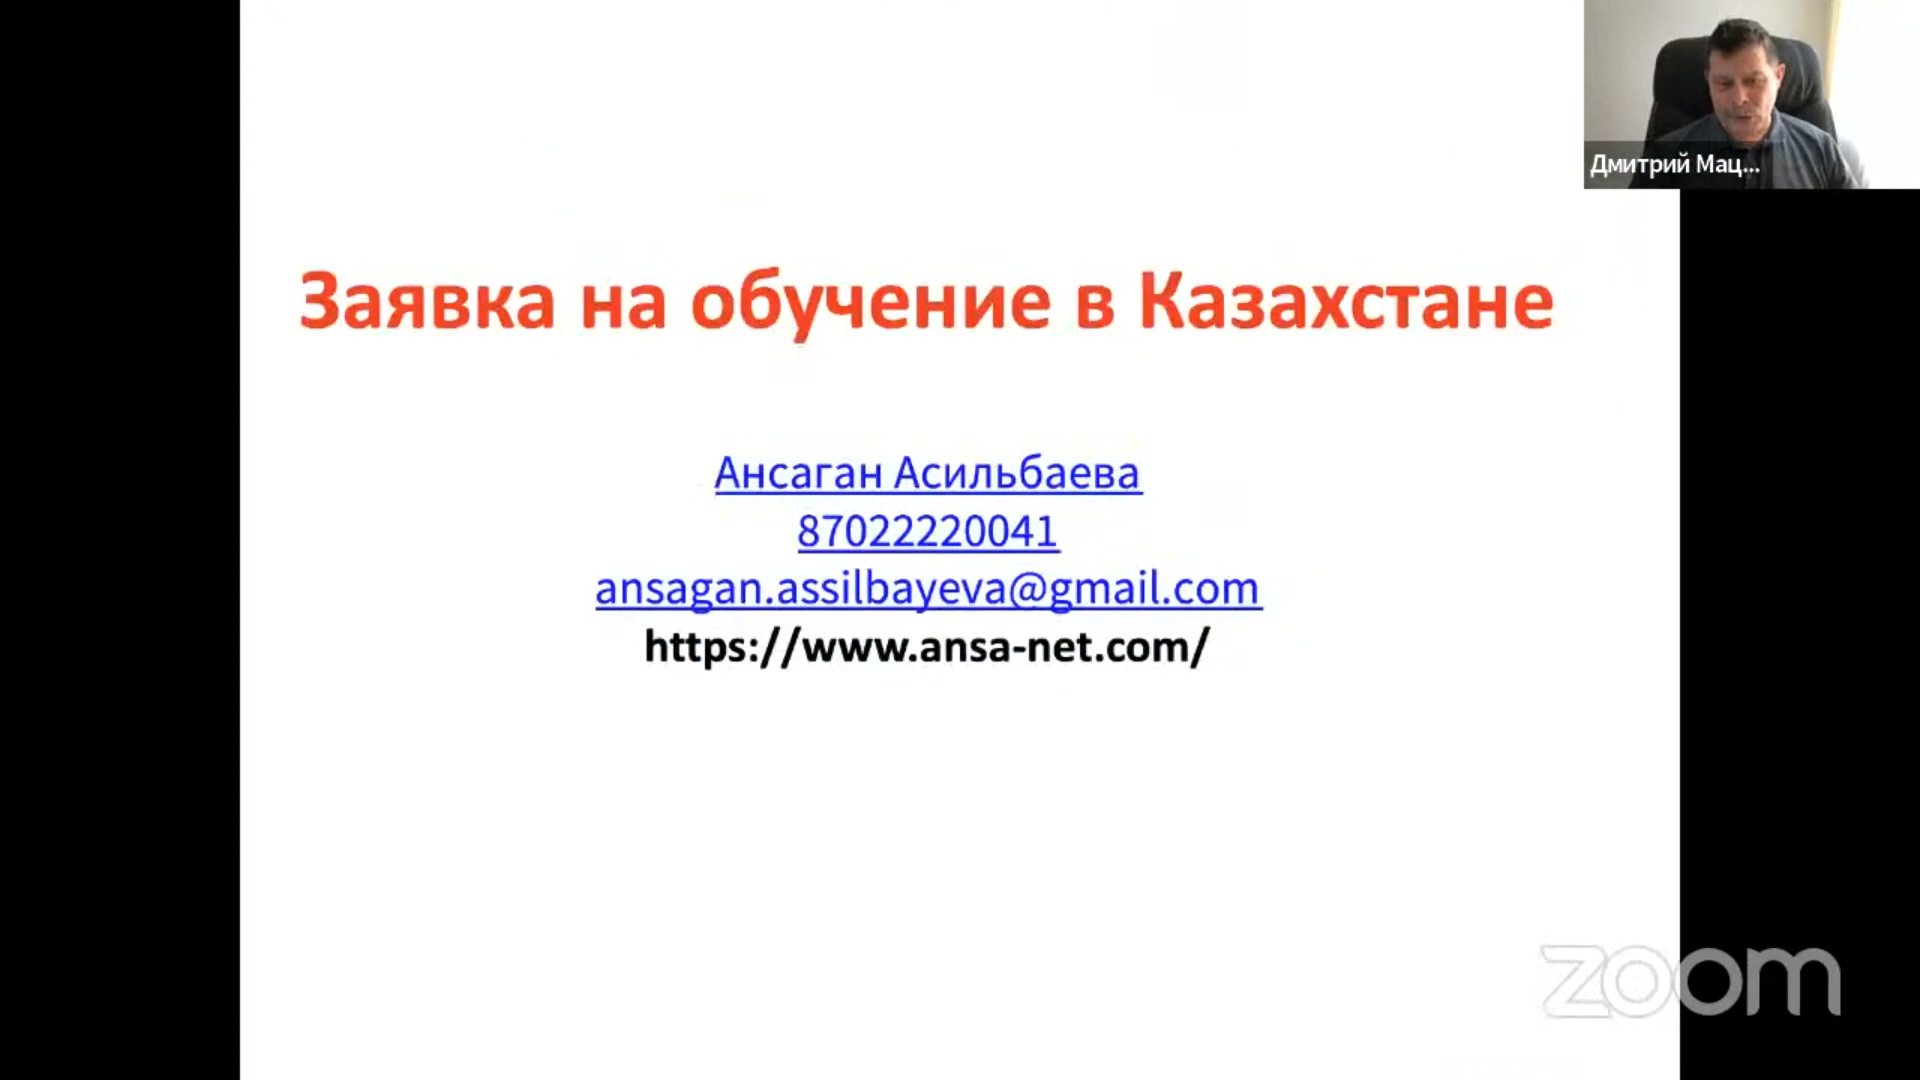 Дмитрий Мац...
Заявка на обучение в Казахстане
Ансаган Асильбаева
87022220041
ansagan.assilbayeva@gmail.com
https://www.ansa-net.com/
zoom